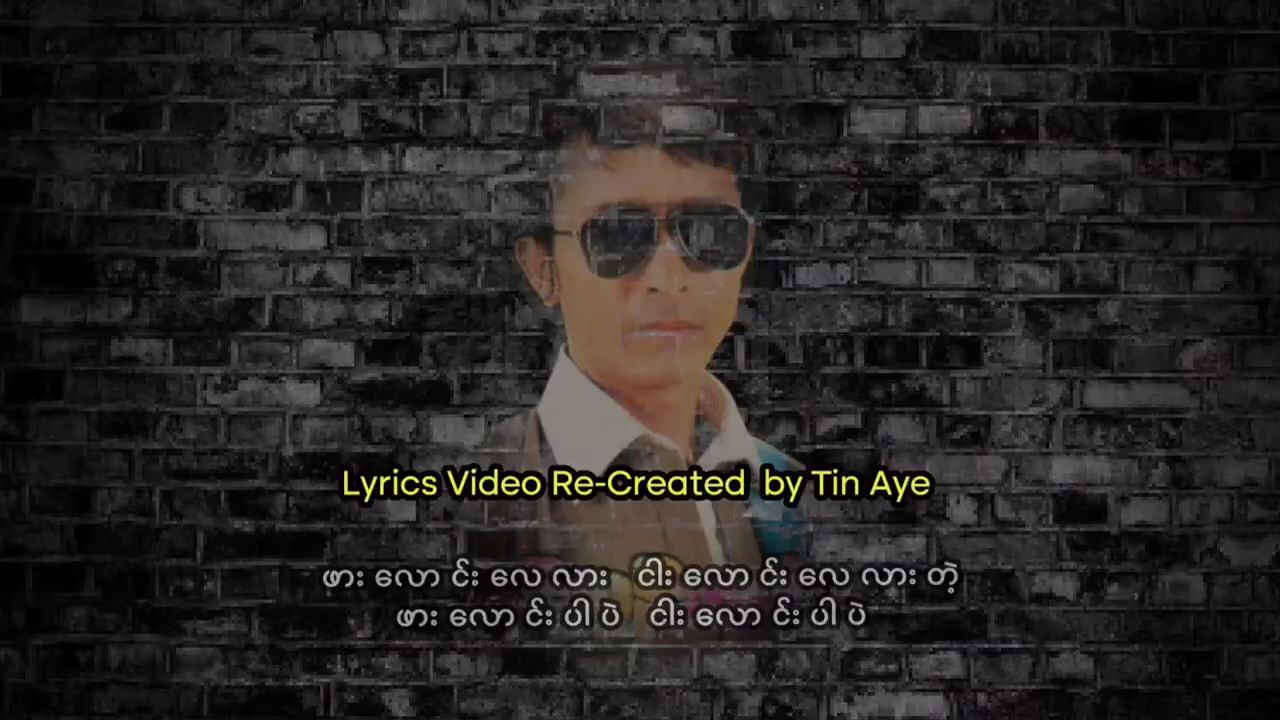 Lyrics Video Re-Created by Tin Aye
ဖား လော င်း လေ လား ငါး လော င်း လေ လား တဲ့
ဖား လော င်း ပါ ပဲ ငါး လော င်း ပါ ပဲ